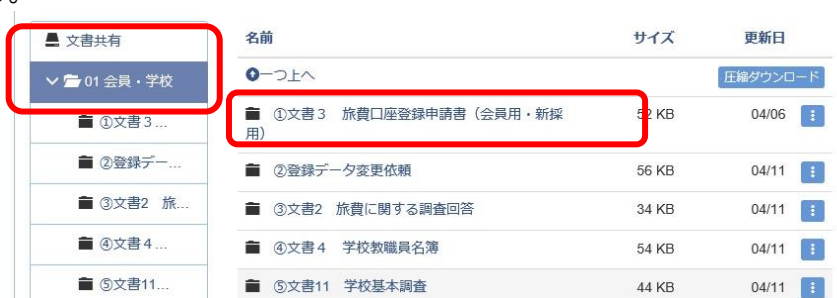 文書共有
01 会員・学校
①文書3...
②登録デー...
③文書2 旅...
④文書4...
⑤文書11...
名前 サイズ 更新日
一つ上へ 圧縮ダウンロード
①文書3 旅費口座登録申請書（会員用・新採 52 KB 04/06
用）
②登録データ変更依頼 56 KB 04/11
③文書2 旅費に関する調査回答 34 KB 04/11
④文書4 学校教職員名簿 54 KB 04/11
⑤文書11 学校基本調査 44 KB 04/11